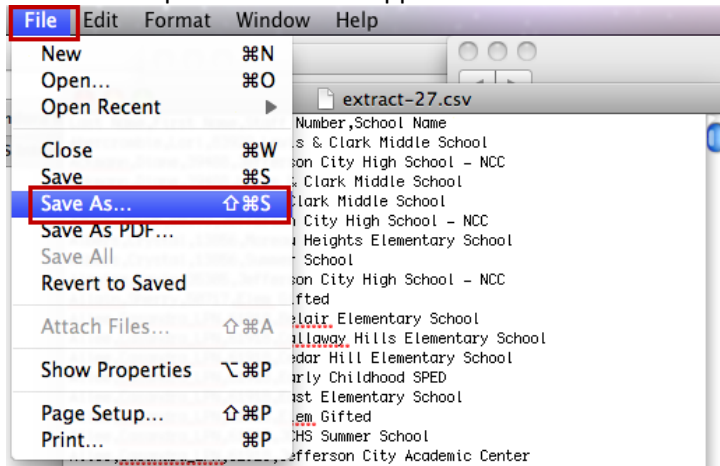 File Edit Format Window Help
New ⌘N
Open... ⌘O
Open Recent ▶
Close ⌘W
Save ⌘S
Save As... ⇧⌘S
Save As PDF...
Save All
Revert to Saved
Attach Files... ⇧⌘A
Show Properties ⌥⌘P
Page Setup... ⇧⌘P
Print... ⌘P
extract-27.csv
Number,School Name
s & Clark Middle School
son City High School - NCC
& Clark Middle School
Clark Middle School
City High School - NCC
Heights Elementary School
School
son City High School - NCC
ifted
elair Elementary School
allaway Hills Elementary School
edar Hill Elementary School
arly Childhood SPED
ast Elementary School
em Gifted
CHS Summer School
efferson City Academic Center